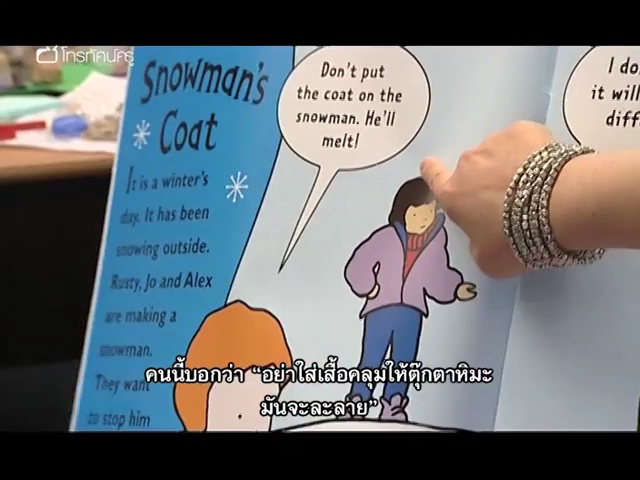 โทรทัศน์ครู
Snowman's
Coat
It is a winter's
day. It has been
snowing outside.
Rusty, Jo and Alex
are making a
snowman.
They want
to stop him
Don't put
the coat on the
snowman. He'll
melt!
I do
it will
diff
คนนี้บอกว่า "อย่าใส่เสื้อคลุมให้ตุ๊กตาหิมะ
มันจะละลาย"